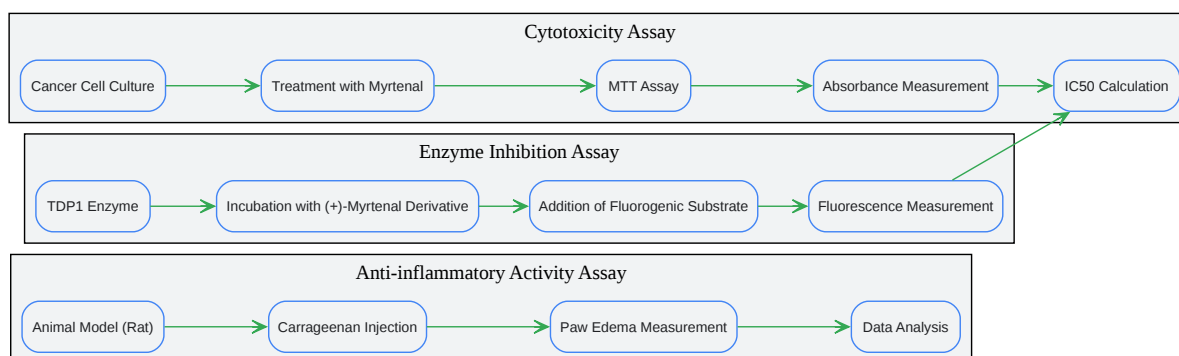 Cytotoxicity Assay
Cancer Cell Culture
Treatment with Myrtenal
MTT Assay
Absorbance Measurement
IC50 Calculation
Enzyme Inhibition Assay
TDP1 Enzyme
Incubation with (+)-Myrtenal Derivative
Addition of Fluorogenic Substrate
Fluorescence Measurement
Anti-inflammatory Activity Assay
Animal Model (Rat)
Carrageenan Injection
Paw Edema Measurement
Data Analysis